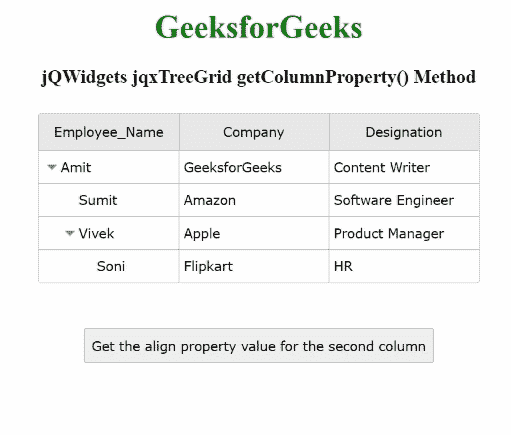 GeeksforGeeks
jQWidgets jqxTreeGrid getColumnProperty() Method
Employee_Name Company Designation
Amit GeeksforGeeks Content Writer
Sumit Amazon Software Engineer
Vivek Apple Product Manager
Soni Flipkart HR
Get the align property value for the second column